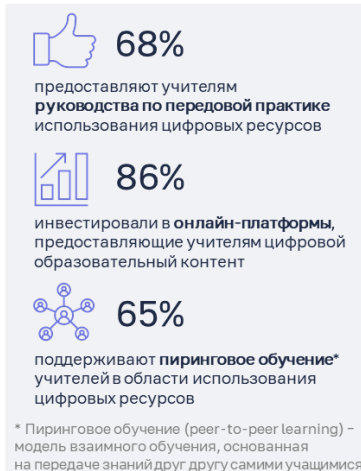 68%
предоставляют учителям
руководства по передовой практике
использования цифровых ресурсов
86%
инвестировали в онлайн-платформы,
предоставляющие учителям цифровой
образовательный контент
65%
поддерживают пиринговое обучение*
учителей в области использования
цифровых ресурсов
* Пиринговое обучение (peer-to-peer learning) –
модель взаимного обучения, основанная
на передаче знаний друг другу самими учащимися